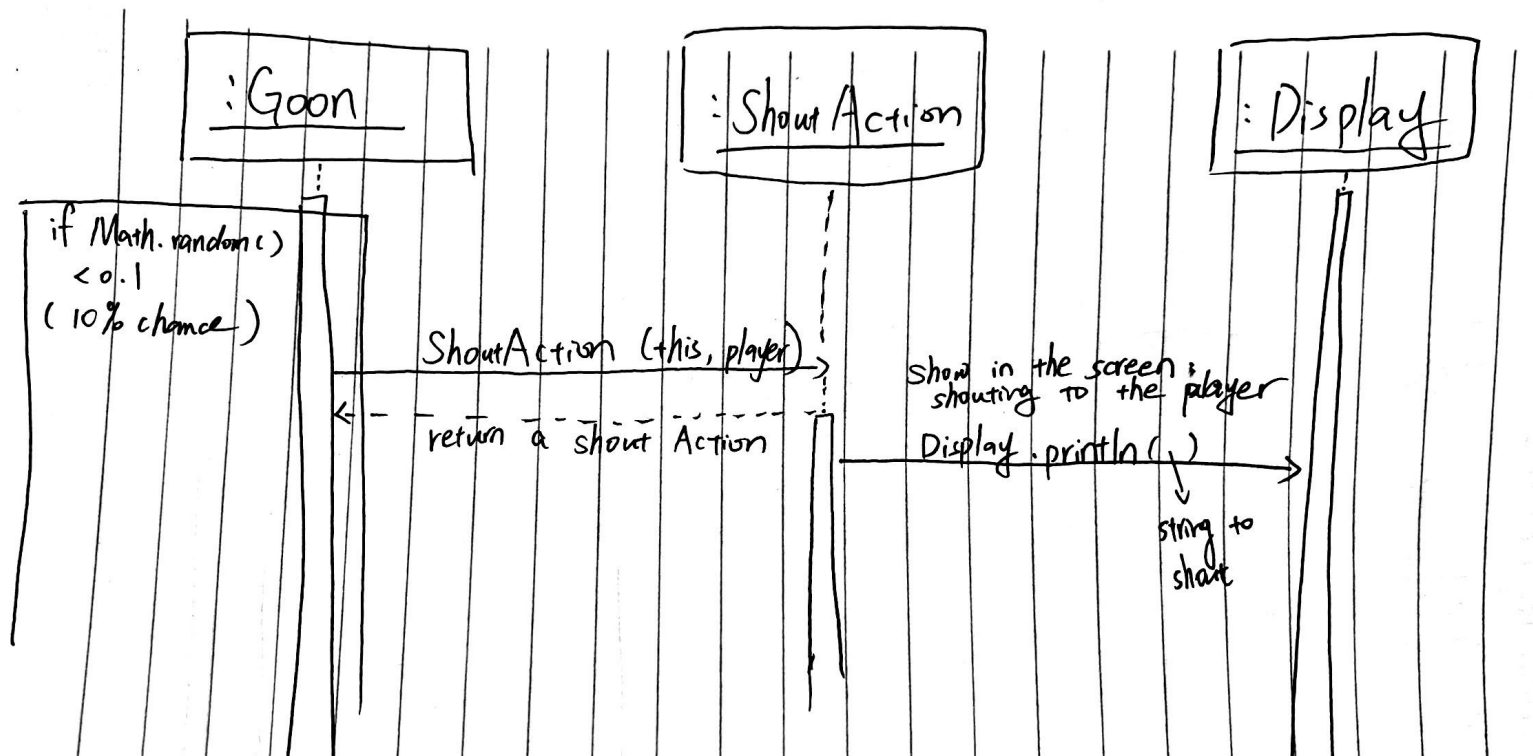 :Goon
:ShoutAction
:Display
if Math.random()
<0.1
(10% chance)
ShoutAction (this, player)
return a shout Action
show in the screen:
shouting to the player
Display.println( )
string to
shout